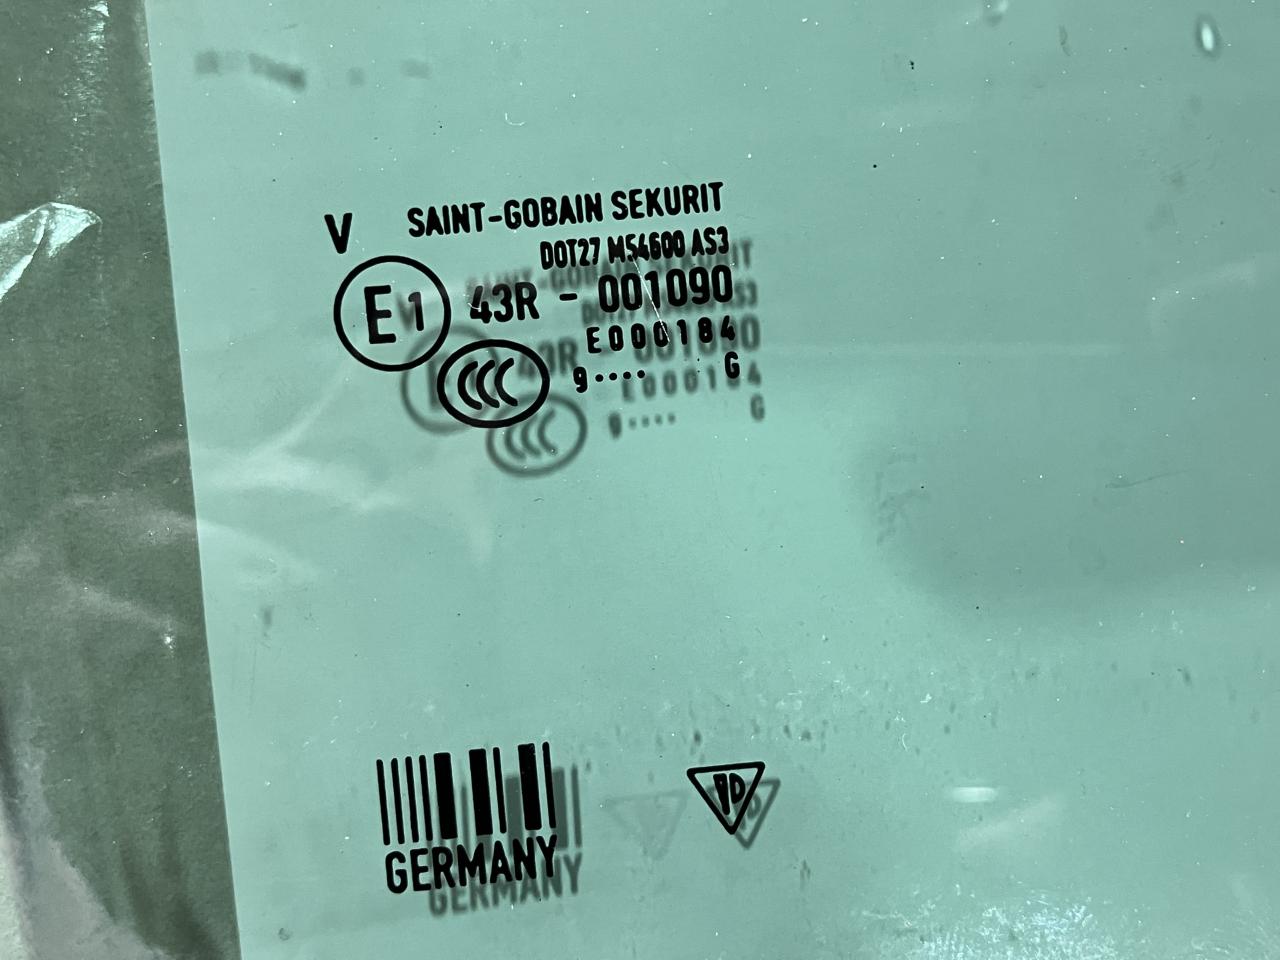 V SAINT-GOBAIN SEKURIT
DOT27 M54600 AS3
E1 43R - 001090
E000184
CCC 9···· G
GERMANY